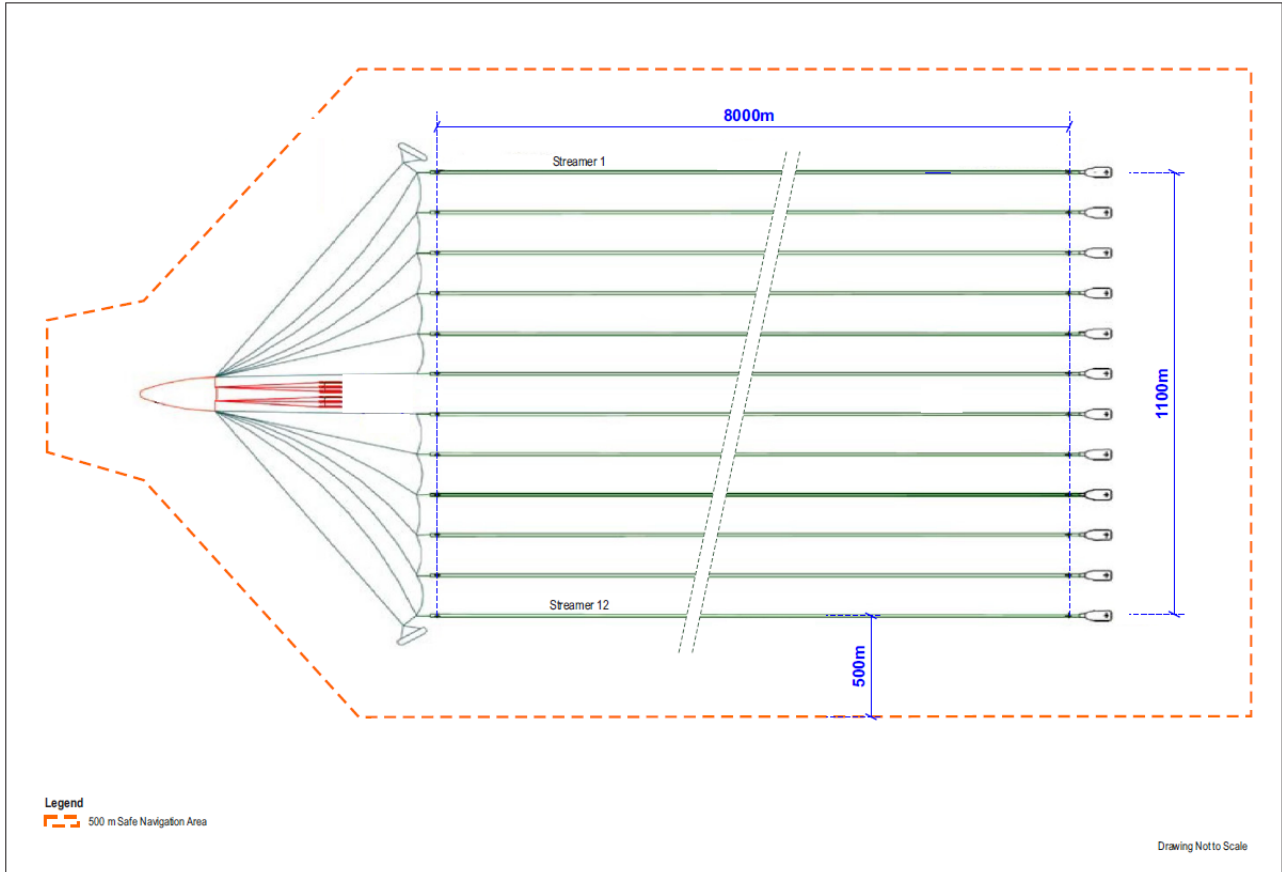 8000m
Streamer 1
1100m
Streamer 12
500m
Legend
500 m Safe Navigation Area
Drawing Not to Scale